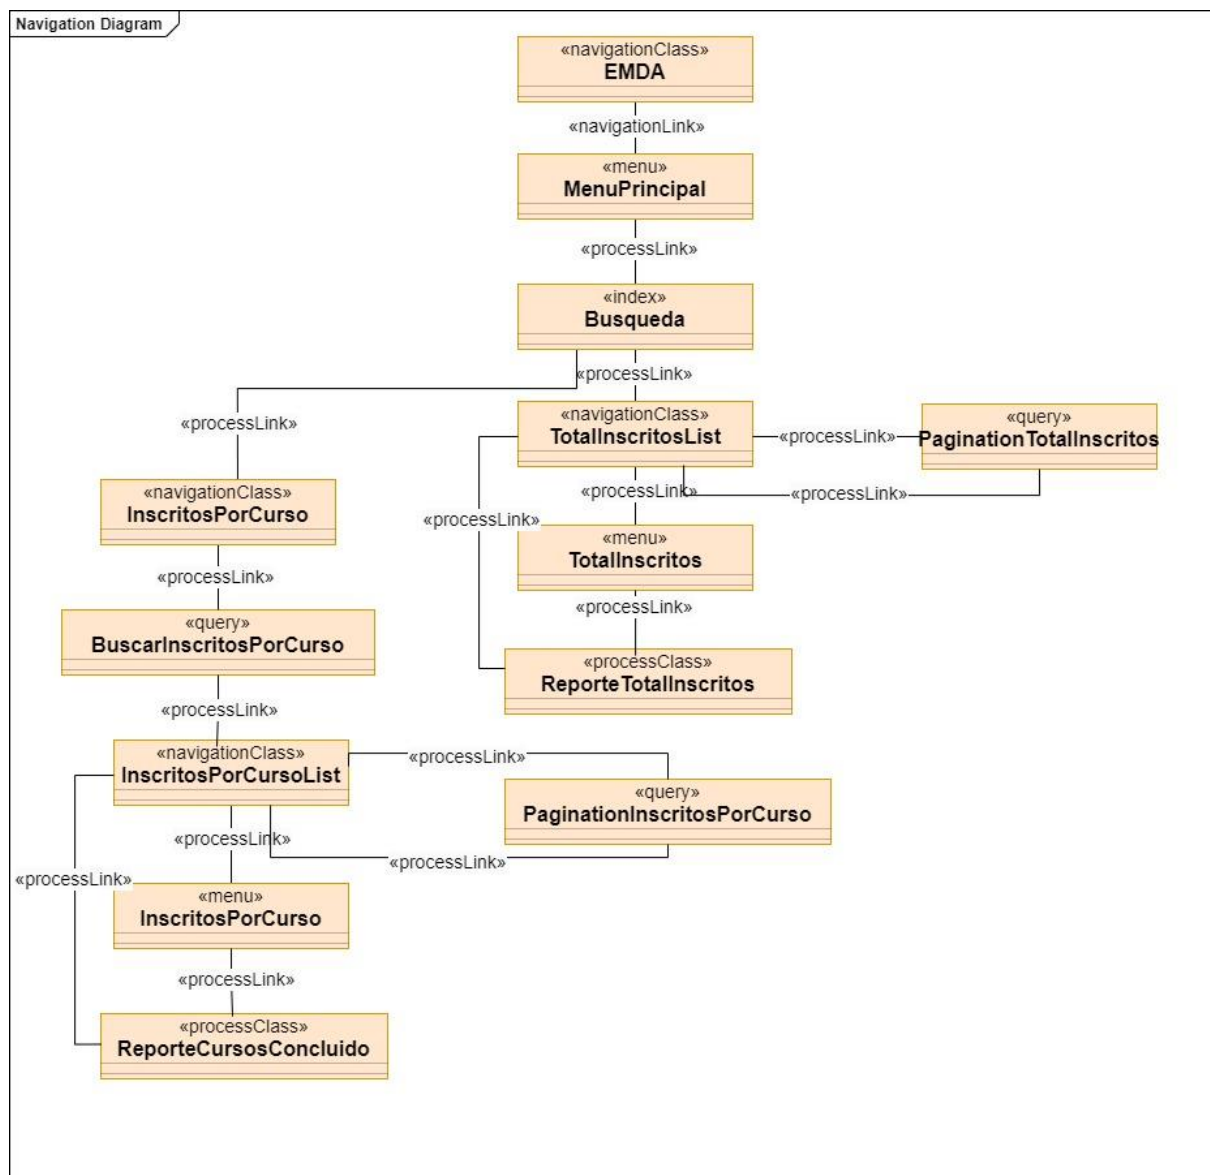 Navigation Diagram
«navigationClass»
EMDA
«navigationLink»
«menu»
MenuPrincipal
«processLink»
«index»
Busqueda
«processLink»
«processLink»
«navigationClass»
TotalInscritosList
«processLink»
«query»
PaginationTotalInscritos
«processLink»
«processLink»
«processLink»
«menu»
TotalInscritos
«processLink»
«processClass»
ReporteTotalInscritos
«navigationClass»
InscritosPorCurso
«processLink»
«query»
BuscarInscritosPorCurso
«processLink»
«navigationClass»
InscritosPorCursoList
«processLink»
«query»
PaginationInscritosPorCurso
«processLink»
«processLink»
«processLink»
«menu»
InscritosPorCurso
«processLink»
«processClass»
ReporteCursosConcluido